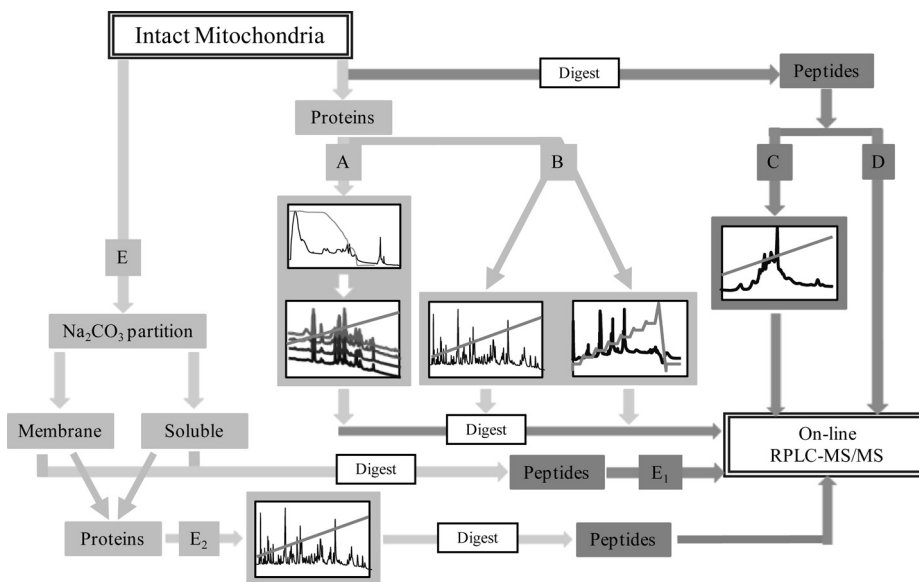 Intact Mitochondria
Digest
Peptides
Proteins
A
B
C
D
E
Na₂CO₃ partition
Membrane
Soluble
Digest
On-line
RPLC-MS/MS
Digest
Peptides
E₁
Proteins
E₂
Digest
Peptides